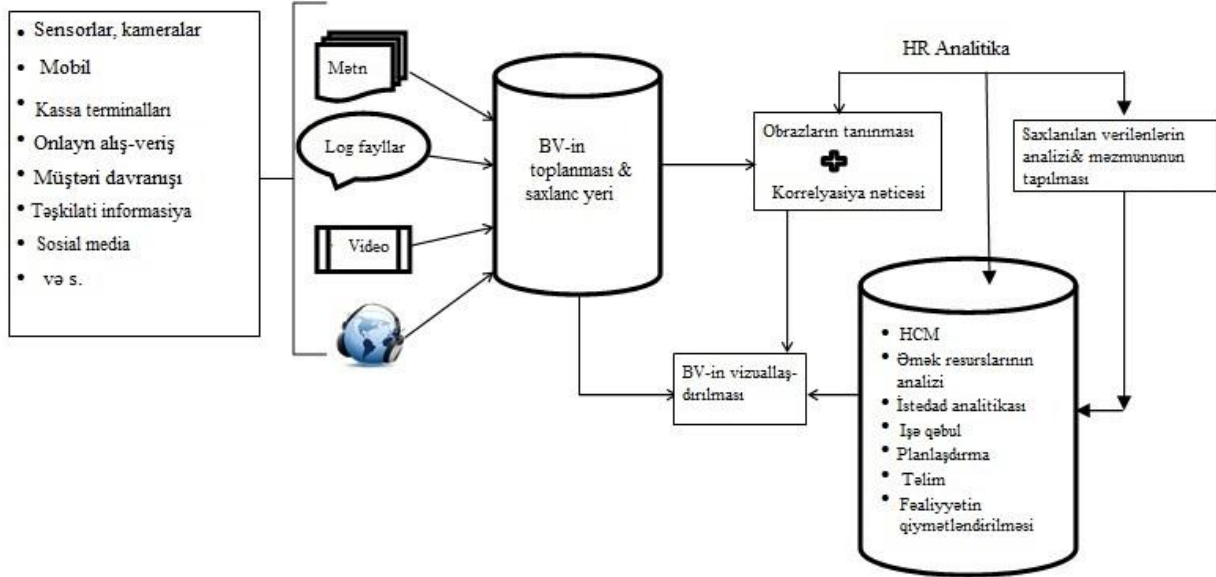 Sensorlar, kameralar
Mobil
Kassa terminalları
Onlayn alış-veriş
Müştəri davranışı
Təşkilati informasiya
Sosial media
və s.
Mətn
Log fayllar
Video
BV-in
toplanması &
saxlanc yeri
HR Analitika
Obrazların tanınması
Korrelyasiya nəticəsi
Saxlanılan verilənlərin
analizi& məzmununun
tapılması
BV-in vizuallaş-
dırılması
HCM
Əmək resurslarının
analizi
İstedad analitikası
Işə qəbul
Planlaşdırma
Təlim
Fəaliyyətin
qiymətləndirilməsi